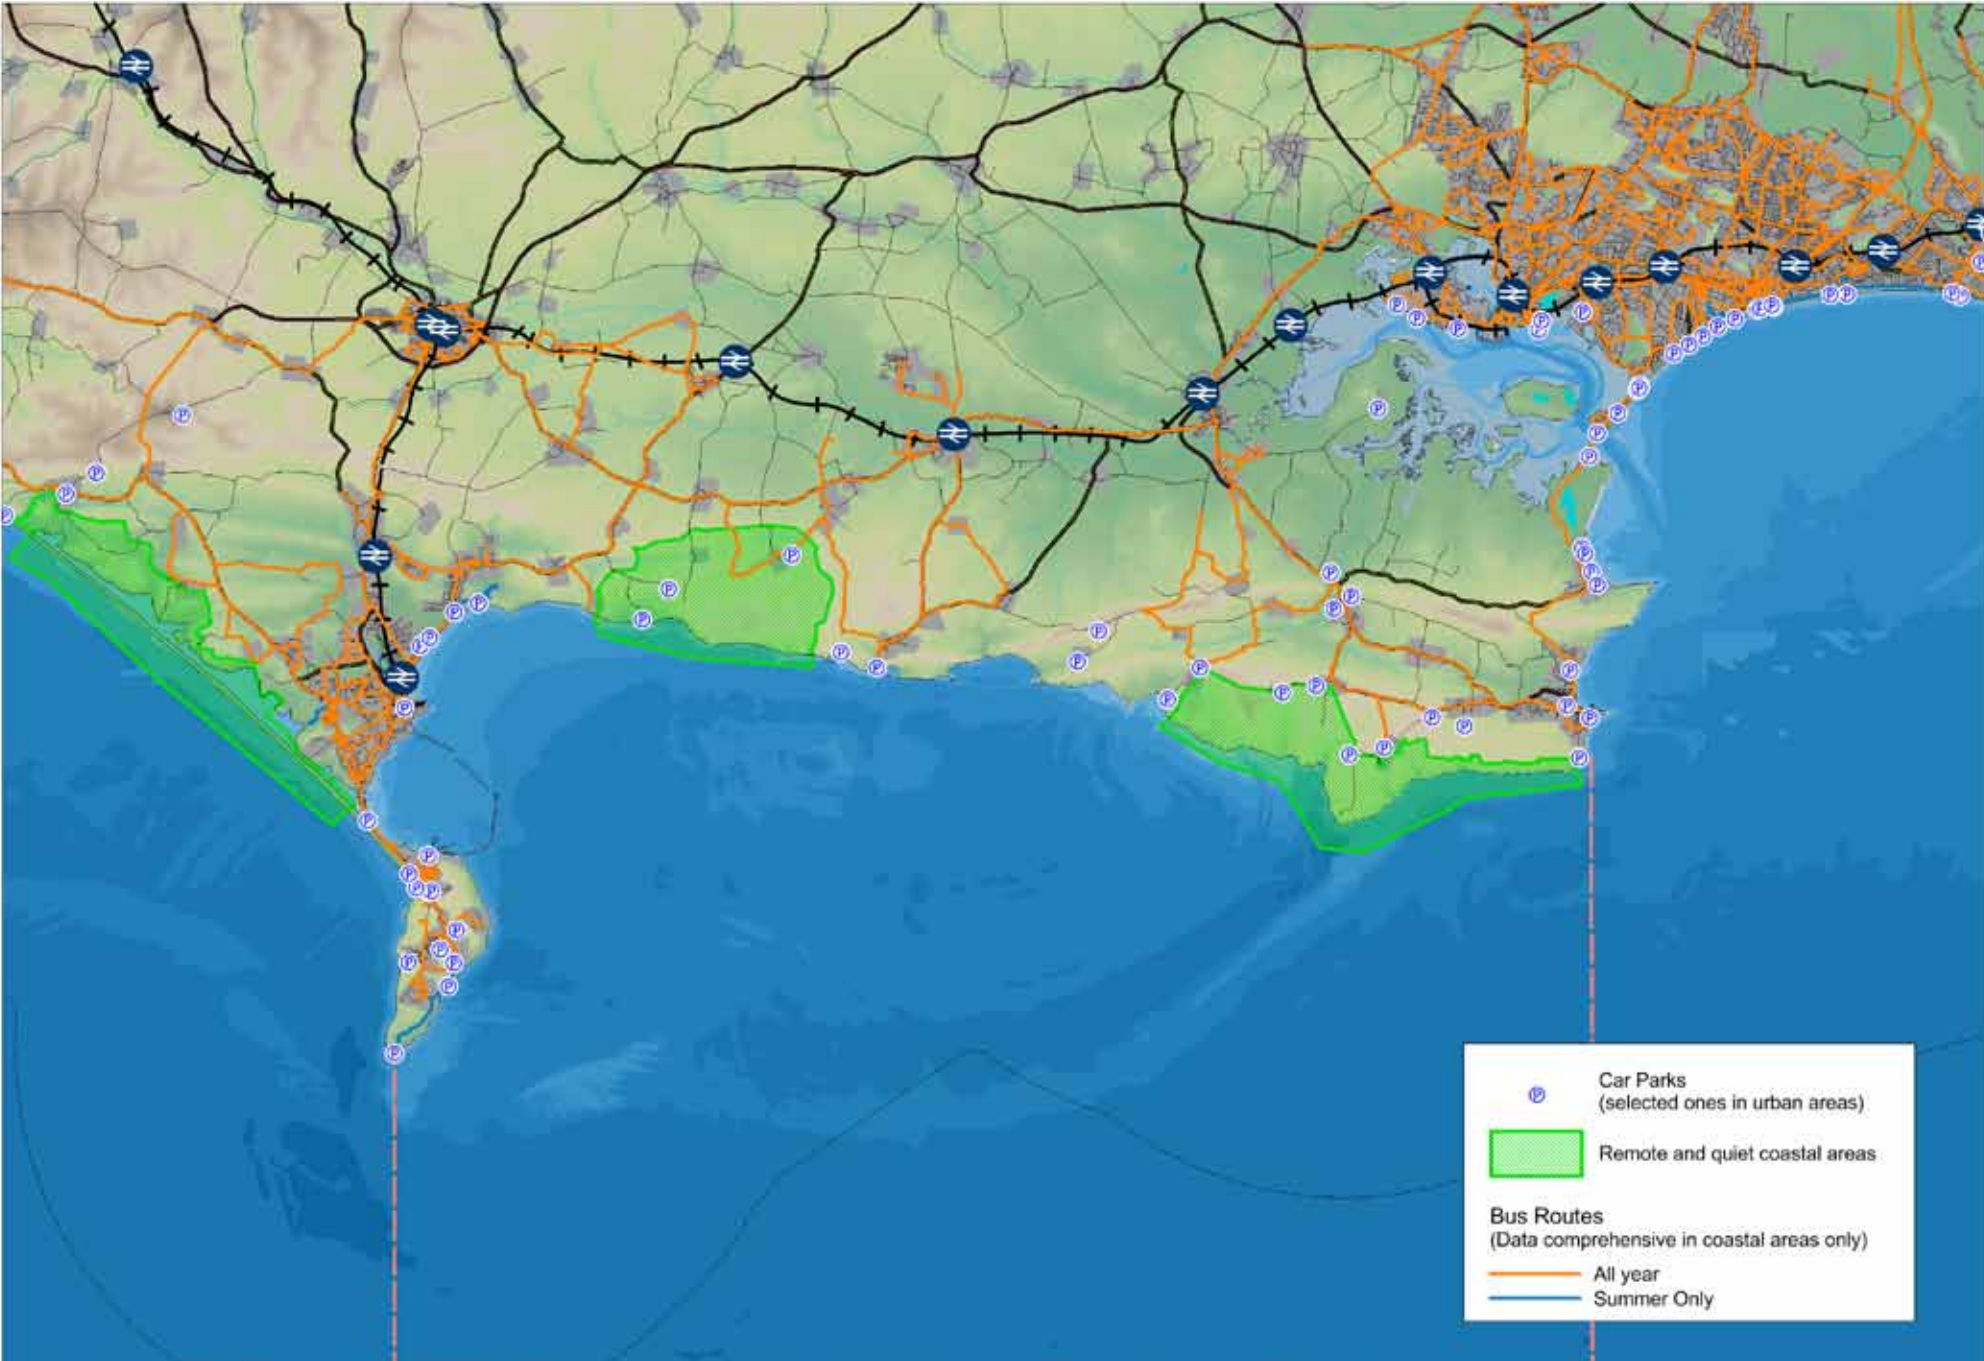 Car Parks
(selected ones in urban areas)
Remote and quiet coastal areas
Bus Routes
(Data comprehensive in coastal areas only)
All year
Summer Only